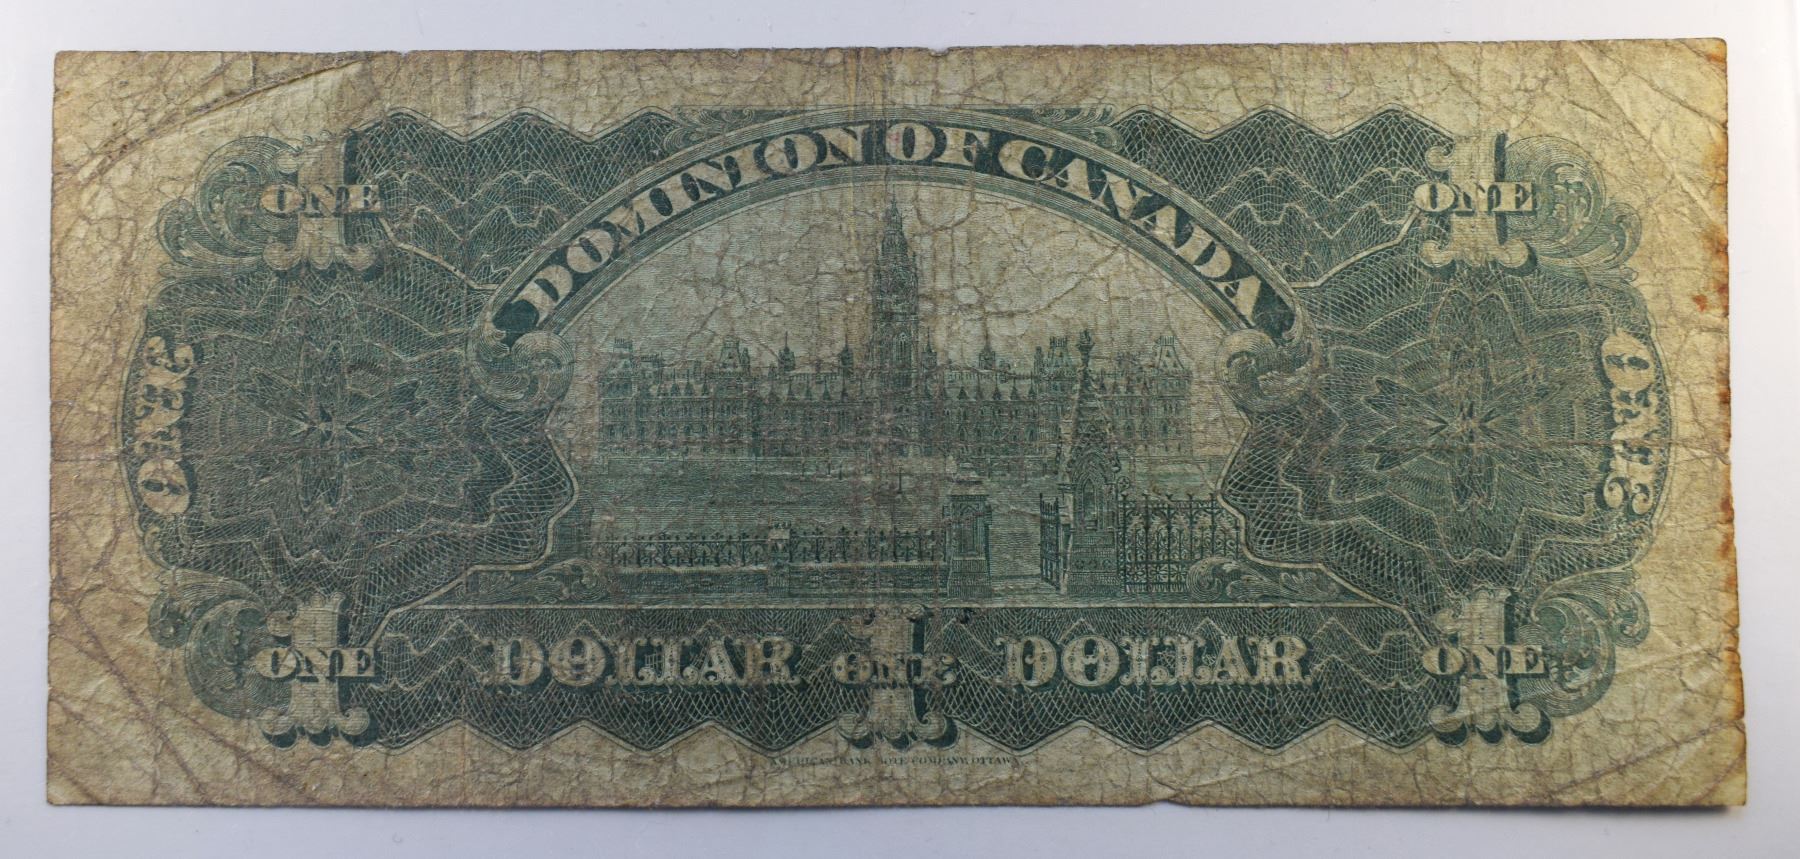 DOMINION OF CANADA
ONE
1
ONE
1
ONE
ONE
ONE
1
DOLLAR
ONE
1
DOLLAR
ONE
1
AMERICAN BANK NOTE COMPANY, OTTAWA